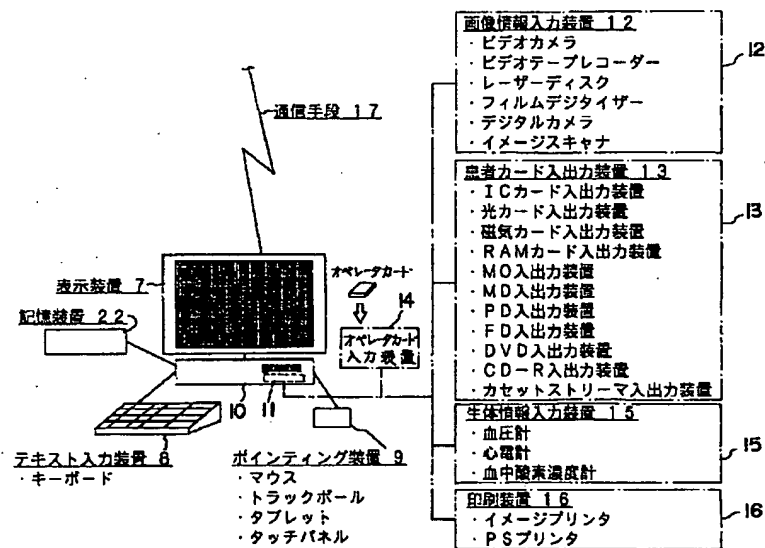 画像情報入力装置 12
・ビデオカメラ
・ビデオテープレコーダー
・レーザーディスク
・フィルムデジタイザー
・デジタルカメラ
・イメージスキャナ
12
通信手段 17
患者カード入出力装置 13
・ICカード入出力装置
・光カード入出力装置
・磁気カード入出力装置
・RAMカード入出力装置
・MO入出力装置
・MD入出力装置
・PD入出力装置
・FD入出力装置
・DVD入出力装置
・CD-R入出力装置
・カセットストリーマ入出力装置
13
表示装置 7
オペレータカード
14
オペレータカード
入力装置
記憶装置 22
10
11
テキスト入力装置 8
・キーボード
ポインティング装置 9
・マウス
・トラックボール
・タブレット
・タッチパネル
生体情報入力装置 15
・血圧計
・心電計
・血中酸素濃度計
15
印刷装置 16
・イメージプリンタ
・PSプリンタ
16